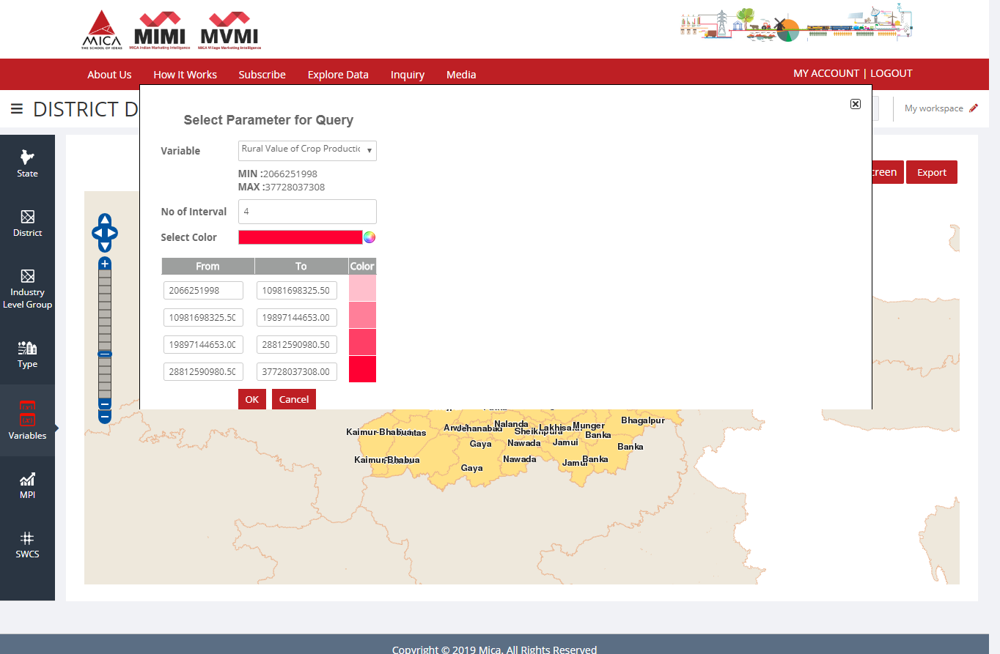 MICA
THE SCHOOL OF IDEAS
MIMI
MICA Indian Marketing Intelligence
MVMI
MICA Village Marketing Intelligence
About Us How It Works Subscribe Explore Data Inquiry Media
MY ACCOUNT | LOGOUT
DISTRICT D
My workspace
Select Parameter for Query
Variable Rural Value of Crop Productic
MIN :2066251998
MAX :37728037308
No of Interval 4
Select Color
From To Color
2066251998 10981698325.50
10981698325.50 19897144653.00
19897144653.00 28812590980.50
28812590980.50 37728037308.00
OK Cancel
creen Export
State
District
Industry
Level Group
Type
Variables
MPI
SWCS
Bhagalpur
Nalanda
Munger
Jehanabad
Lakhisa
Sheikhpura
Kaimur-Bhabua
Banka
Gaya Nawada Jamui Banka
Kaimur-Bhabua
Nawada
Jamui
Banka
Gaya
Copyright © 2019 Mica. All Rights Reserved